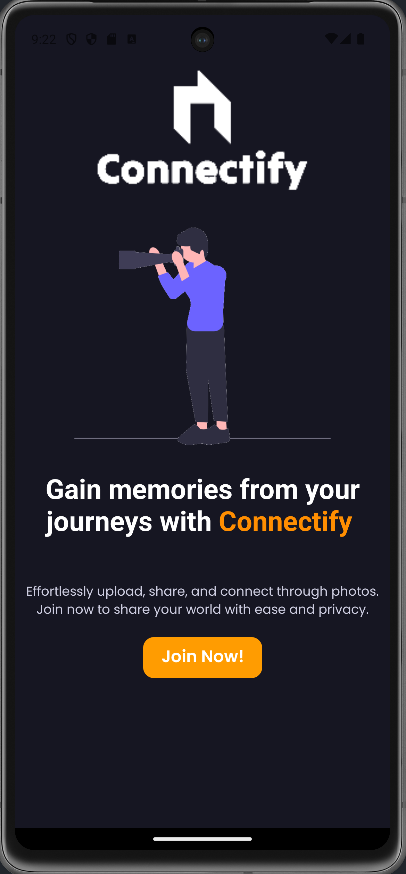 9:22
Connectify
Gain memories from your
journeys with Connectify
Effortlessly upload, share, and connect through photos.
Join now to share your world with ease and privacy.
Join Now!